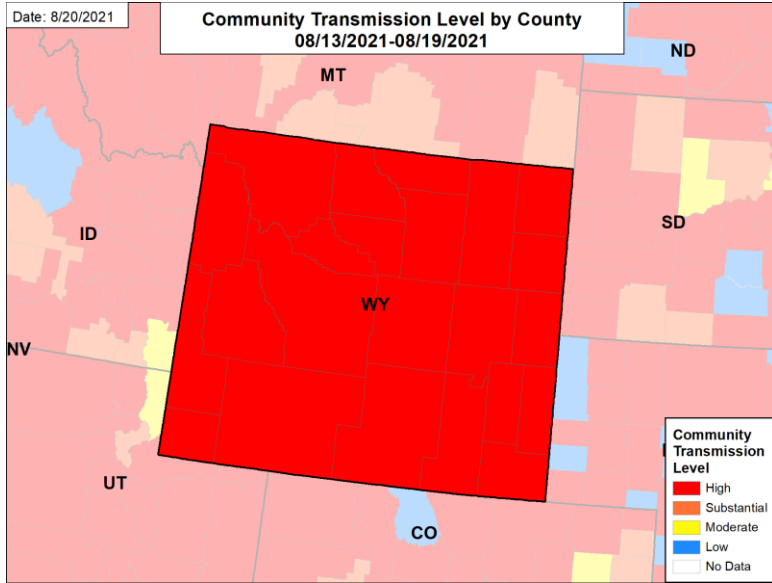 Date: 8/20/2021
Community Transmission Level by County
08/13/2021-08/19/2021
ND
MT
SD
ID
WY
NV
UT
CO
Community
Transmission
Level
High
Substantial
Moderate
Low
No Data